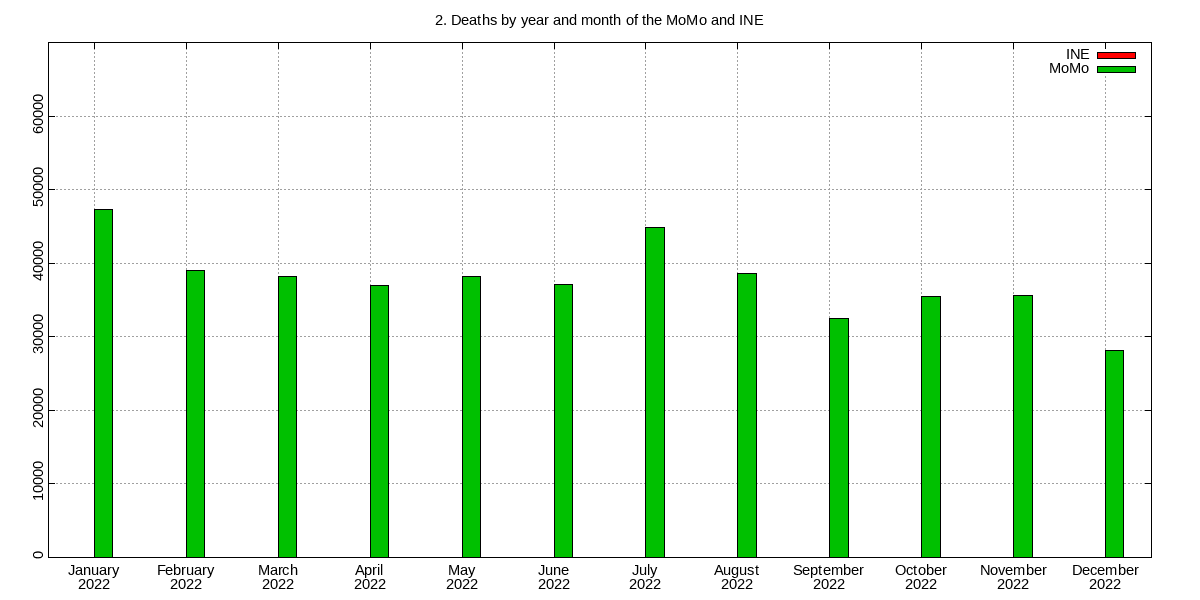 2. Deaths by year and month of the MoMo and INE
INE
MoMo
60000
50000
40000
30000
20000
10000
0
January February March April May June July August September October November December
2022 2022 2022 2022 2022 2022 2022 2022 2022 2022 2022 2022